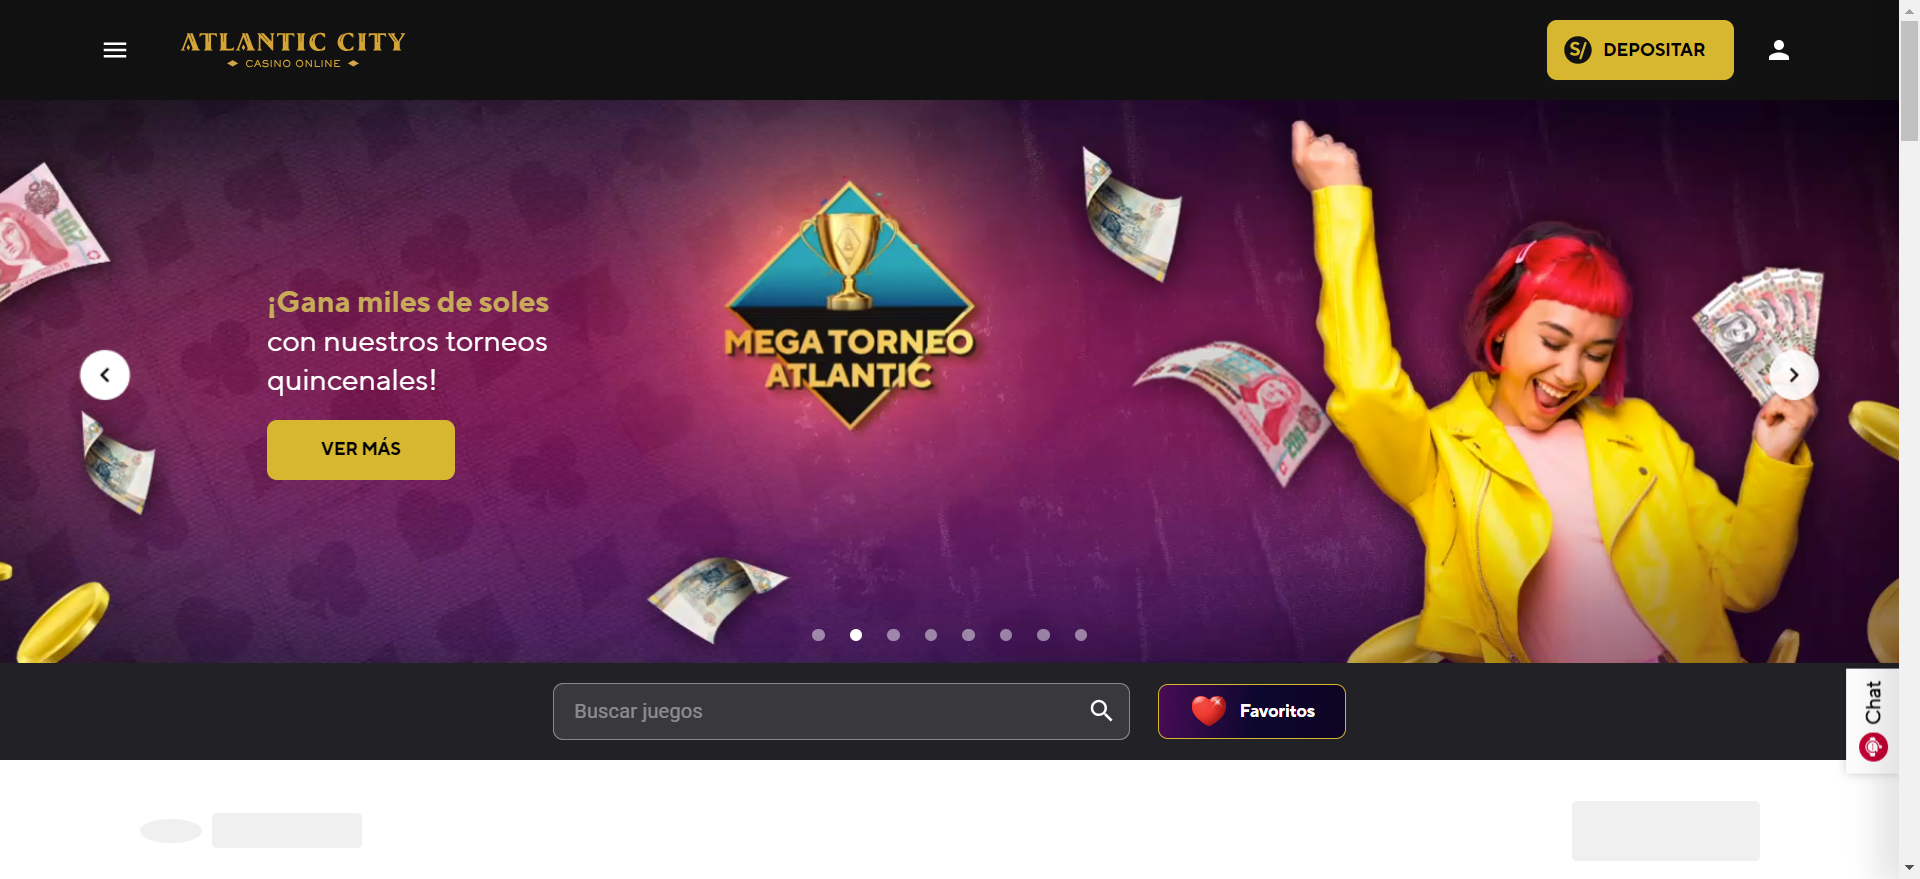 ATLANTIC CITY
CASINO ONLINE
S/ DEPOSITAR
¡Gana miles de soles
con nuestros torneos
quincenales!
VER MÁS
MEGA TORNEO
ATLANTIC
Buscar juegos
Favoritos
Chat